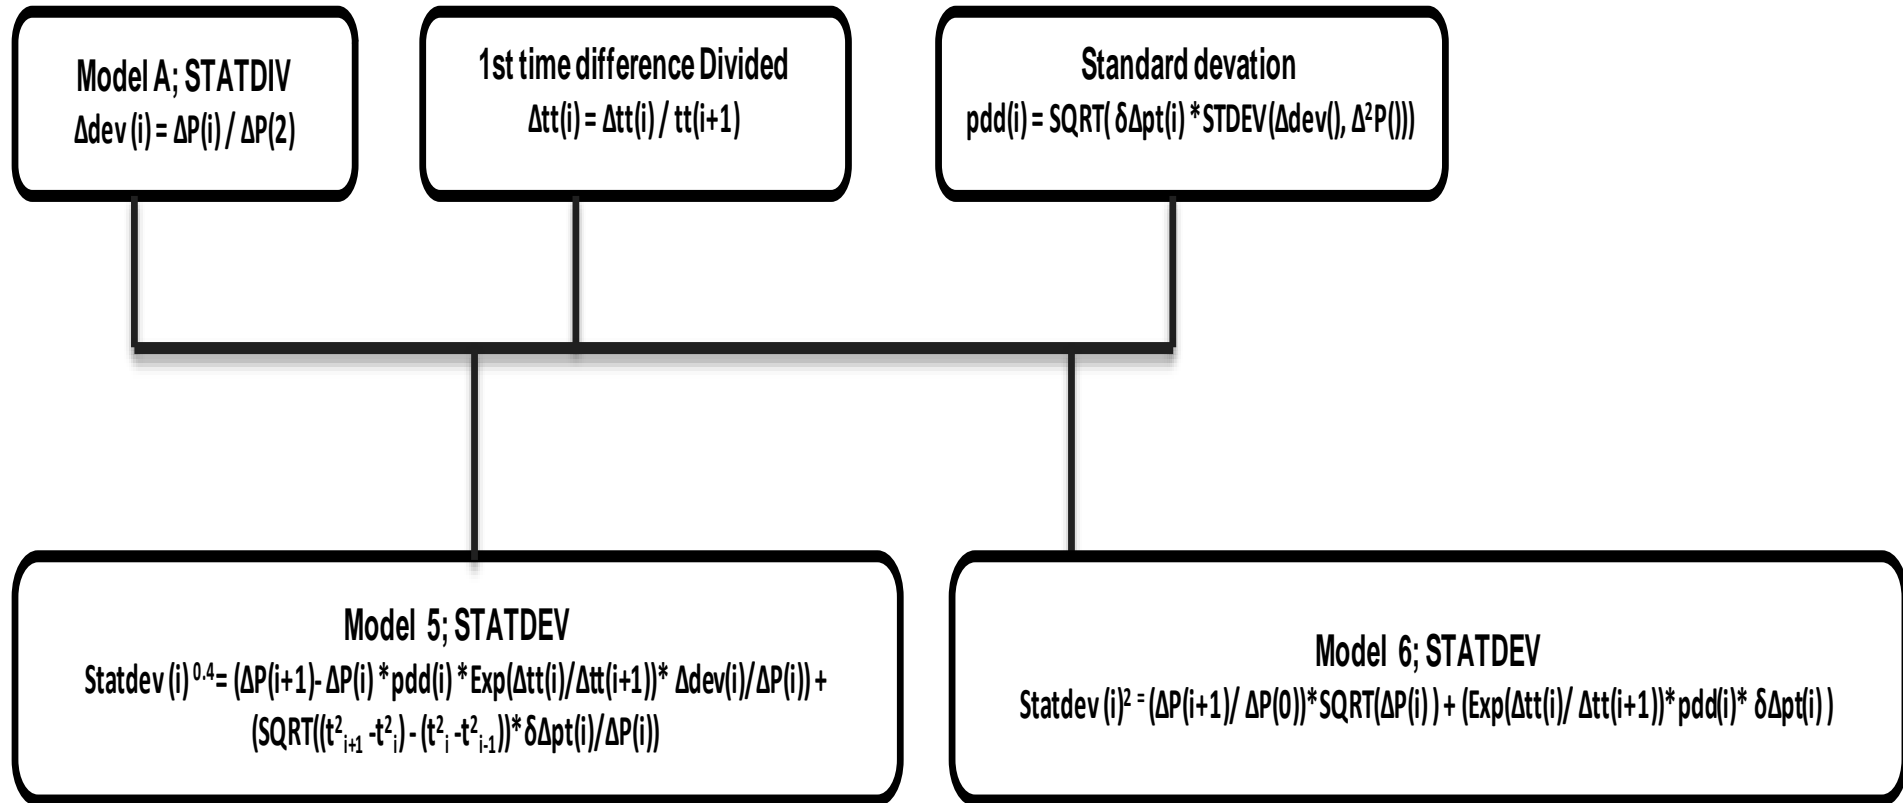 Model A; STATDIV
Δdev (i) = ΔP(i) / ΔP(2)
1st time difference Divided
Δtt(i) = Δtt(i) / tt(i+1)
Standard devation
pdd(i) = SQRT( δΔpt(i) *STDEV(Δdev(), Δ²P()))
Model 5; STATDEV
Statdev (i) ⁰·⁴= (ΔP(i+1)- ΔP(i) *pdd(i) *Exp(Δtt(i)/Δtt(i+1))* Δdev(i)/ΔP(i)) +
(SQRT((t²ᵢ₊₁ -t²ᵢ) - (t²ᵢ -t²ᵢ₋₁))* δΔpt(i)/ΔP(i))
Model 6; STATDEV
Statdev (i)² ⁼ (ΔP(i+1)/ ΔP(0))*SQRT(ΔP(i) ) + (Exp(Δtt(i)/ Δtt(i+1))*pdd(i)* δΔpt(i) )